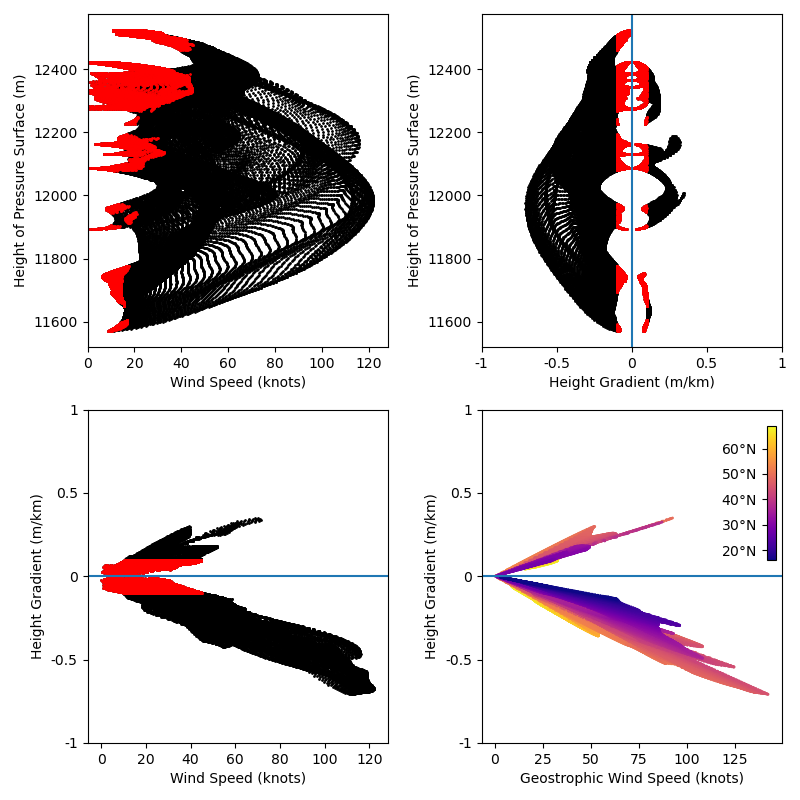 12400
12200
12000
11800
11600
Height of Pressure Surface (m)
0 20 40 60 80 100 120
Wind Speed (knots)
12400
12200
12000
11800
11600
Height of Pressure Surface (m)
-1 -0.5 0 0.5 1
Height Gradient (m/km)
1
0.5
0
-0.5
-1
Height Gradient (m/km)
0 20 40 60 80 100 120
Wind Speed (knots)
1
0.5
0
-0.5
-1
Height Gradient (m/km)
60°N
50°N
40°N
30°N
20°N
0 25 50 75 100 125
Geostrophic Wind Speed (knots)